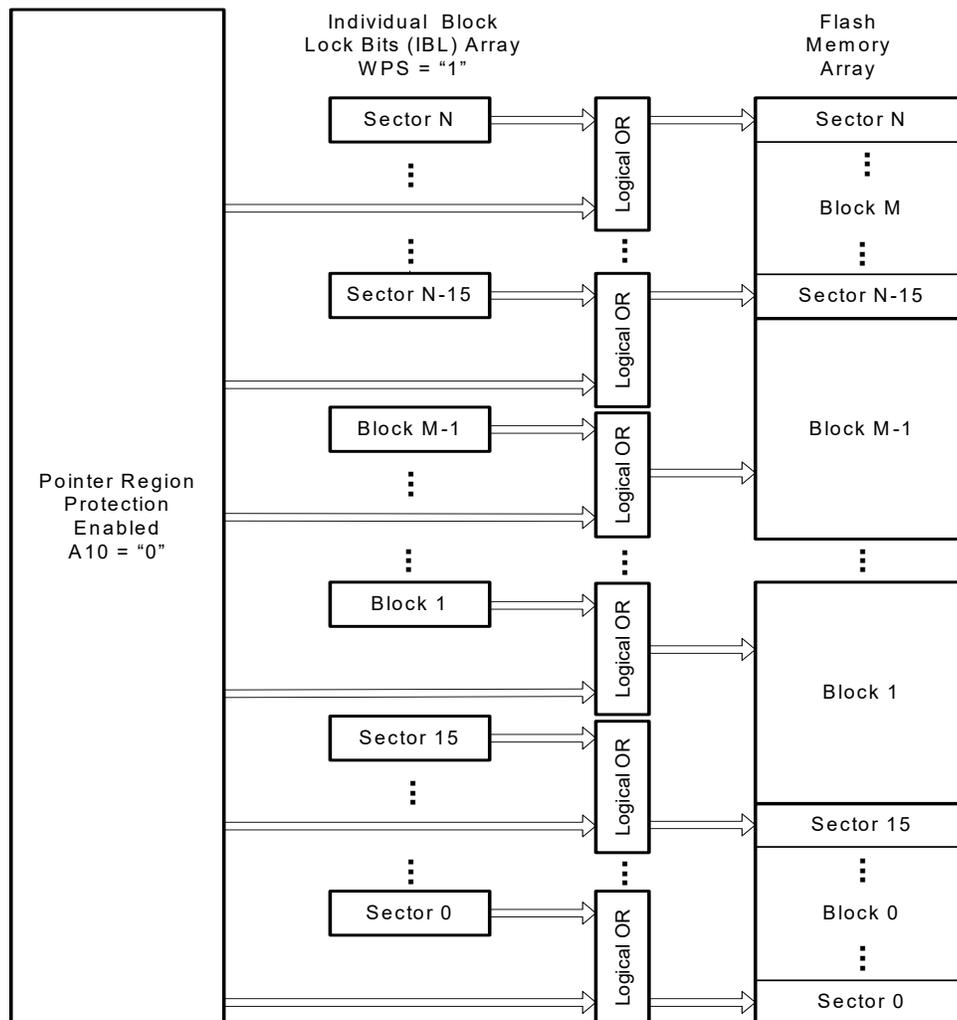 Individual Block
Lock Bits (IBL) Array
WPS = “1”
Flash
Memory
Array
Sector N
Logical OR
Sector N
Block M
Sector N-15
Logical OR
Sector N-15
Block M-1
Logical OR
Block M-1
Pointer Region
Protection
Enabled
A10 = “0”
Block 1
Logical OR
Block 1
Sector 15
Logical OR
Sector 15
Sector 0
Logical OR
Block 0
Sector 0